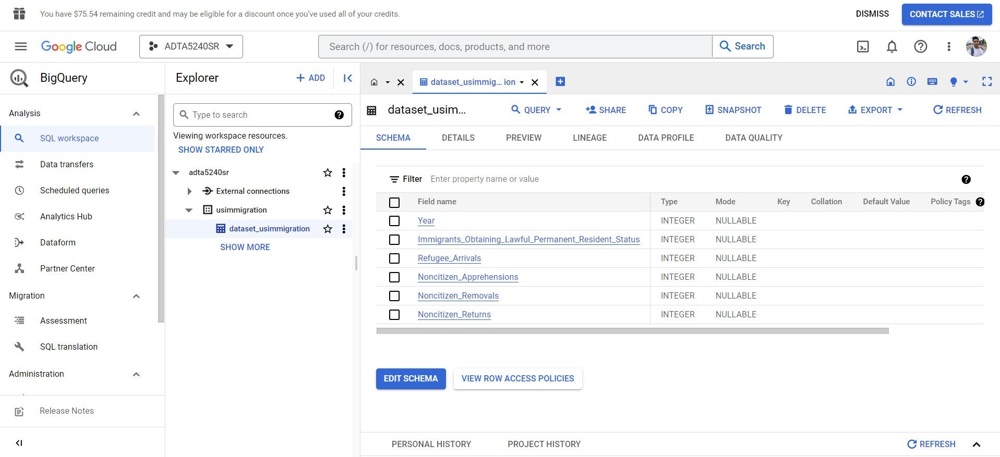 You have $75.54 remaining credit and may be eligible for a discount once you've used all of your credits.
DISMISS
CONTACT SALES
Google Cloud
ADTA5240SR
Search (/) for resources, docs, products, and more
Search
BigQuery
Analysis
SQL workspace
Data transfers
Scheduled queries
Analytics Hub
Dataform
Partner Center
Migration
Assessment
SQL translation
Administration
Release Notes
Explorer
+ ADD
Type to search
Viewing workspace resources.
SHOW STARRED ONLY
adta5240sr
External connections
usimmigration
dataset_usimmigration
SHOW MORE
dataset_usimmig... ion
dataset_usim...
QUERY
SHARE
COPY
SNAPSHOT
DELETE
EXPORT
REFRESH
SCHEMA DETAILS PREVIEW LINEAGE DATA PROFILE DATA QUALITY
Filter Enter property name or value
Field name Type Mode Key Collation Default Value Policy Tags
Year INTEGER NULLABLE
Immigrants_Obtaining_Lawful_Permanent_Resident_Status INTEGER NULLABLE
Refugee_Arrivals INTEGER NULLABLE
Noncitizen_Apprehensions INTEGER NULLABLE
Noncitizen_Removals INTEGER NULLABLE
Noncitizen_Returns INTEGER NULLABLE
EDIT SCHEMA
VIEW ROW ACCESS POLICIES
PERSONAL HISTORY
PROJECT HISTORY
REFRESH